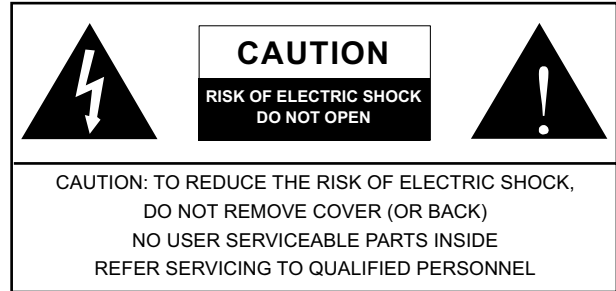 CAUTION
RISK OF ELECTRIC SHOCK
DO NOT OPEN
!
CAUTION: TO REDUCE THE RISK OF ELECTRIC SHOCK,
DO NOT REMOVE COVER (OR BACK)
NO USER SERVICEABLE PARTS INSIDE
REFER SERVICING TO QUALIFIED PERSONNEL